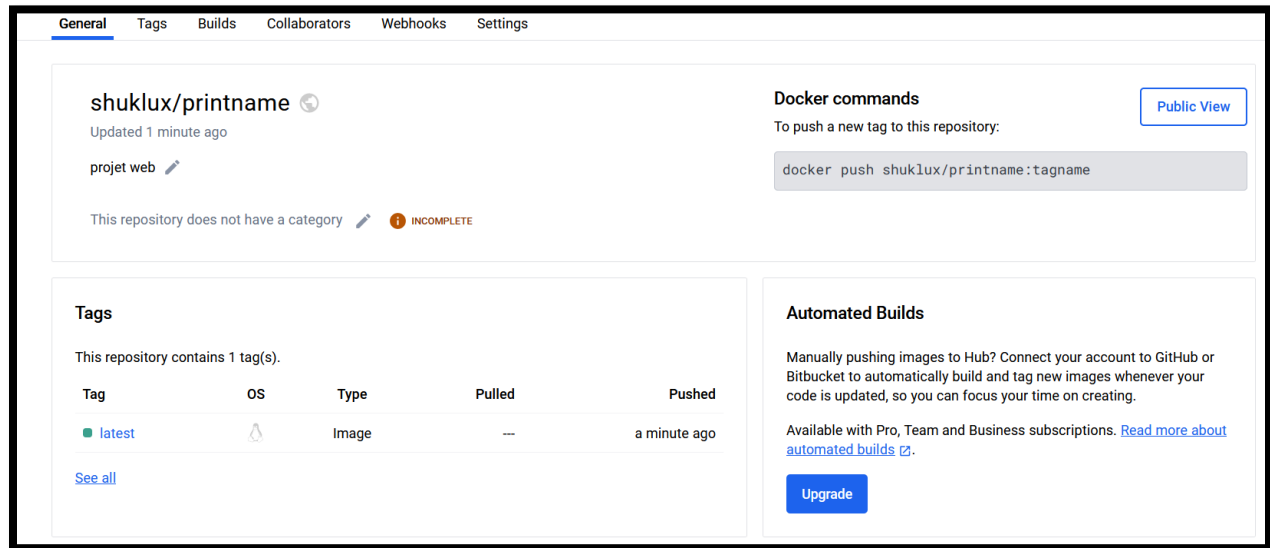 General Tags Builds Collaborators Webhooks Settings
shuklux/printname
Updated 1 minute ago
projet web
This repository does not have a category INCOMPLETE
Docker commands
Public View
To push a new tag to this repository:
docker push shuklux/printname:tagname
Tags
This repository contains 1 tag(s).
Tag OS Type Pulled Pushed
latest Image --- a minute ago
See all
Automated Builds
Manually pushing images to Hub? Connect your account to GitHub or
Bitbucket to automatically build and tag new images whenever your
code is updated, so you can focus your time on creating.
Available with Pro, Team and Business subscriptions. Read more about
automated builds .
Upgrade